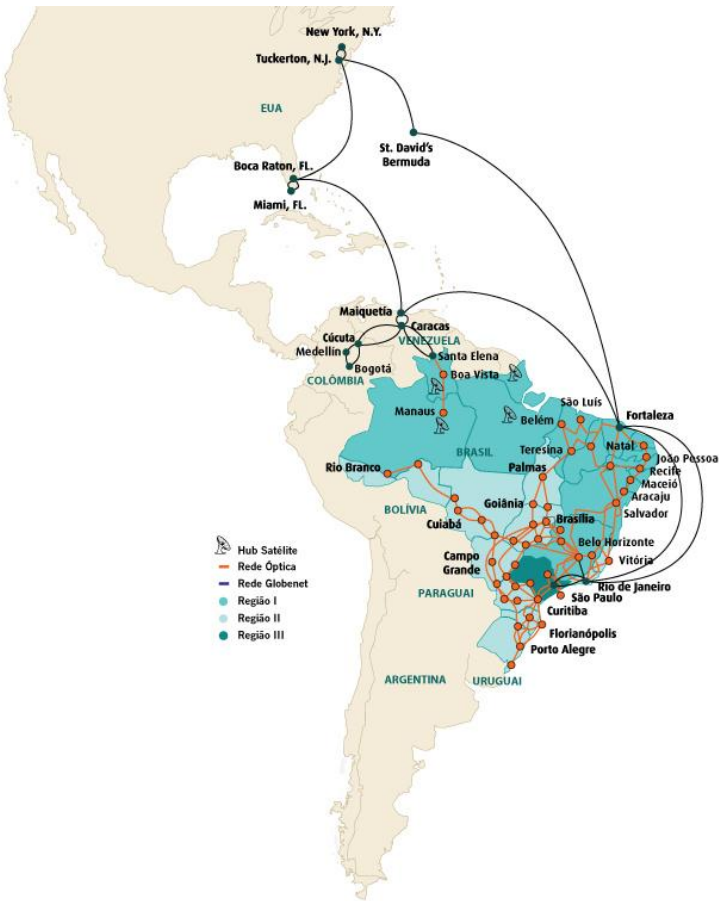 New York, N.Y.
Tuckerton, N.J.
EUA
St. David's
Bermuda
Boca Raton, FL.
Miami, FL.
Maiquetía
Caracas
Cúcuta
VENEZUELA
Medellín
Santa Elena
Bogotá
Boa Vista
COLÔMBIA
São Luís
Manaus
Belém
Fortaleza
Teresina
Natal
BRASIL
João Pessoa
Rio Branco
Palmas
Recife
Maceió
Aracaju
BOLÍVIA
Goiânia
Salvador
Cuiabá
Brasília
Belo Horizonte
Campo
Grande
Vitória
PARAGUAI
Rio de Janeiro
São Paulo
Curitiba
Florianópolis
Porto Alegre
ARGENTINA
URUGUAI
Hub Satélite
Rede Óptica
Rede Globenet
Região I
Região II
Região III